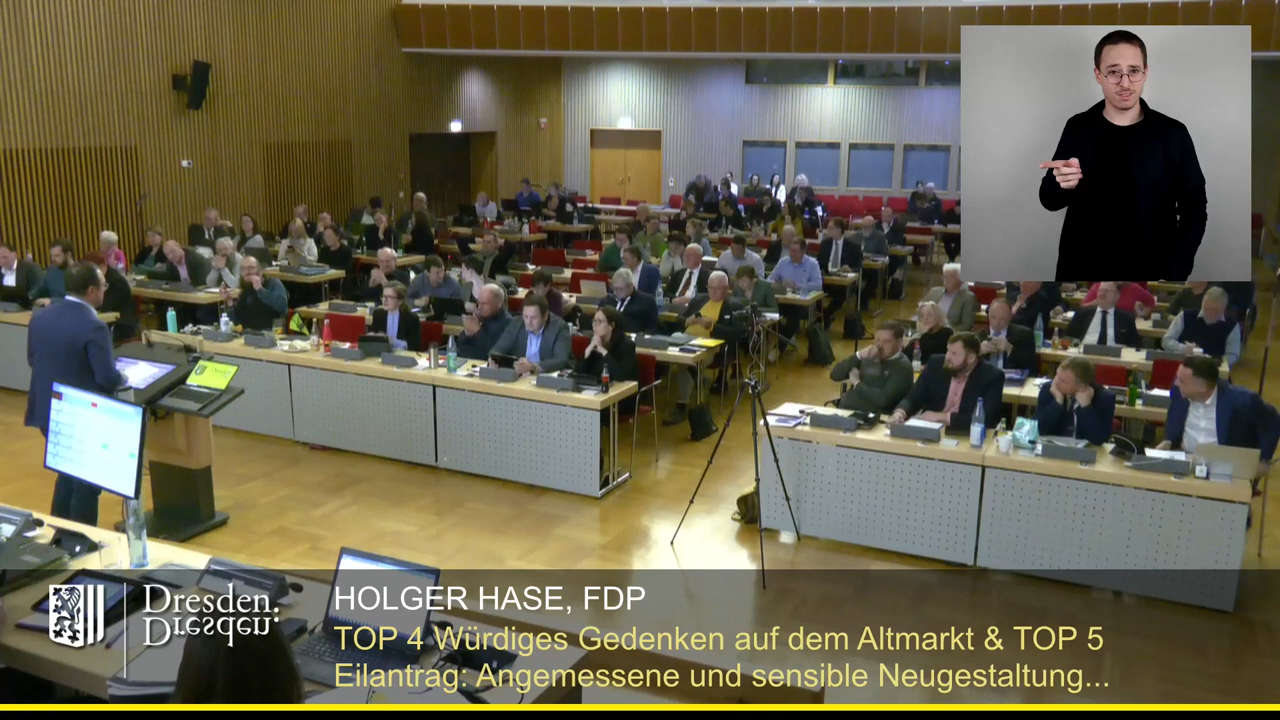 HOLGER HASE, FDP
TOP 4 Würdiges Gedenken auf dem Altmarkt & TOP 5
Eilantrag: Angemessene und sensible Neugestaltung...
Dresden.
Dresden.